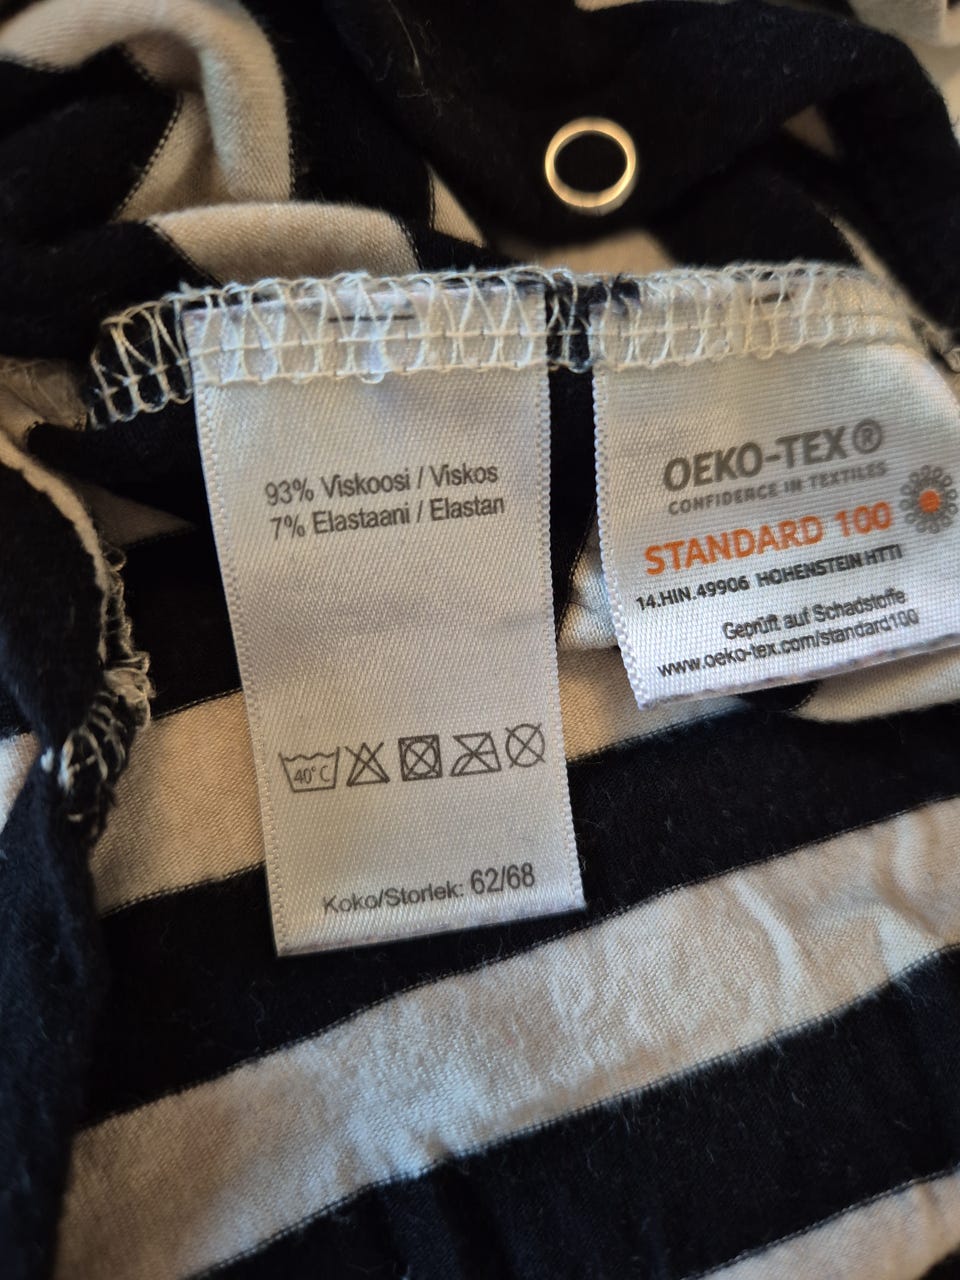 93% Viskoosi / Viskos
7% Elastaani / Elastan
40°C
Koko/Storlek: 62/68
OEKO-TEX®
CONFIDENCE IN TEXTILES
STANDARD 100
14.HIN.49906 HOHENSTEIN HTTI
Geprüft auf Schadstoffe
www.oeko-tex.com/standard100